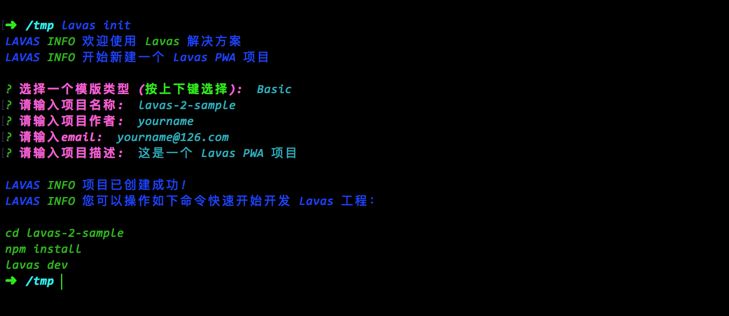 ➜ /tmp lavas init
LAVAS INFO 欢迎使用 Lavas 解决方案
LAVAS INFO 开始新建一个 Lavas PWA 项目
? 选择一个模版类型 (按上下键选择): Basic
? 请输入项目名称: lavas-2-sample
? 请输入项目作者: yourname
? 请输入email: yourname@126.com
? 请输入项目描述: 这是一个 Lavas PWA 项目
LAVAS INFO 项目已创建成功!
LAVAS INFO 您可以操作如下命令快速开始开发 Lavas 工程:
cd lavas-2-sample
npm install
lavas dev
➜ /tmp